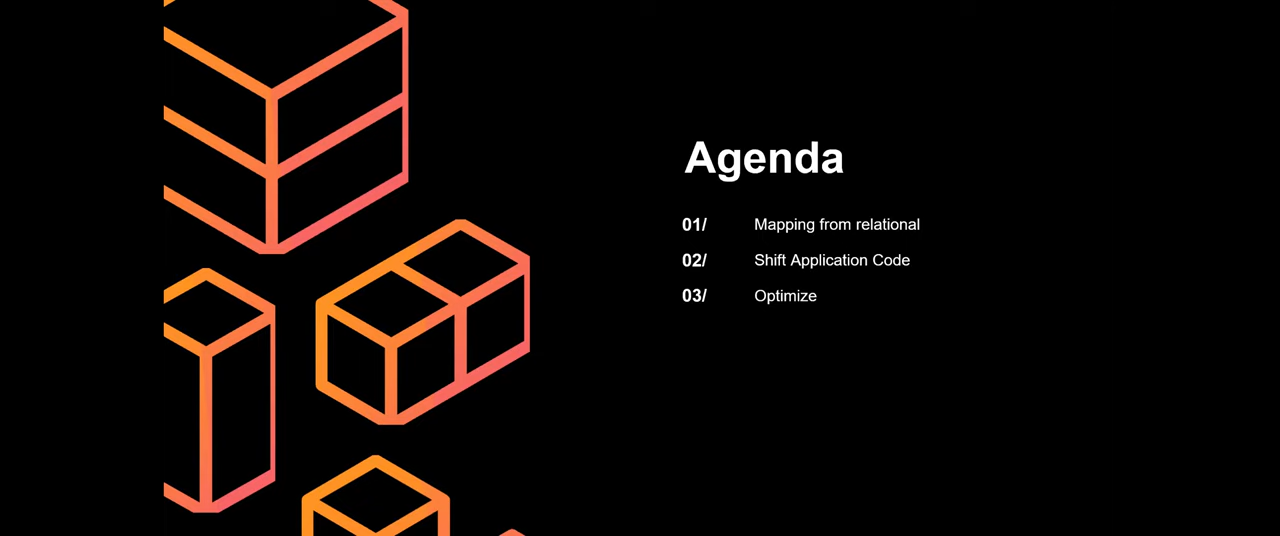 Agenda
01/ Mapping from relational
02/ Shift Application Code
03/ Optimize